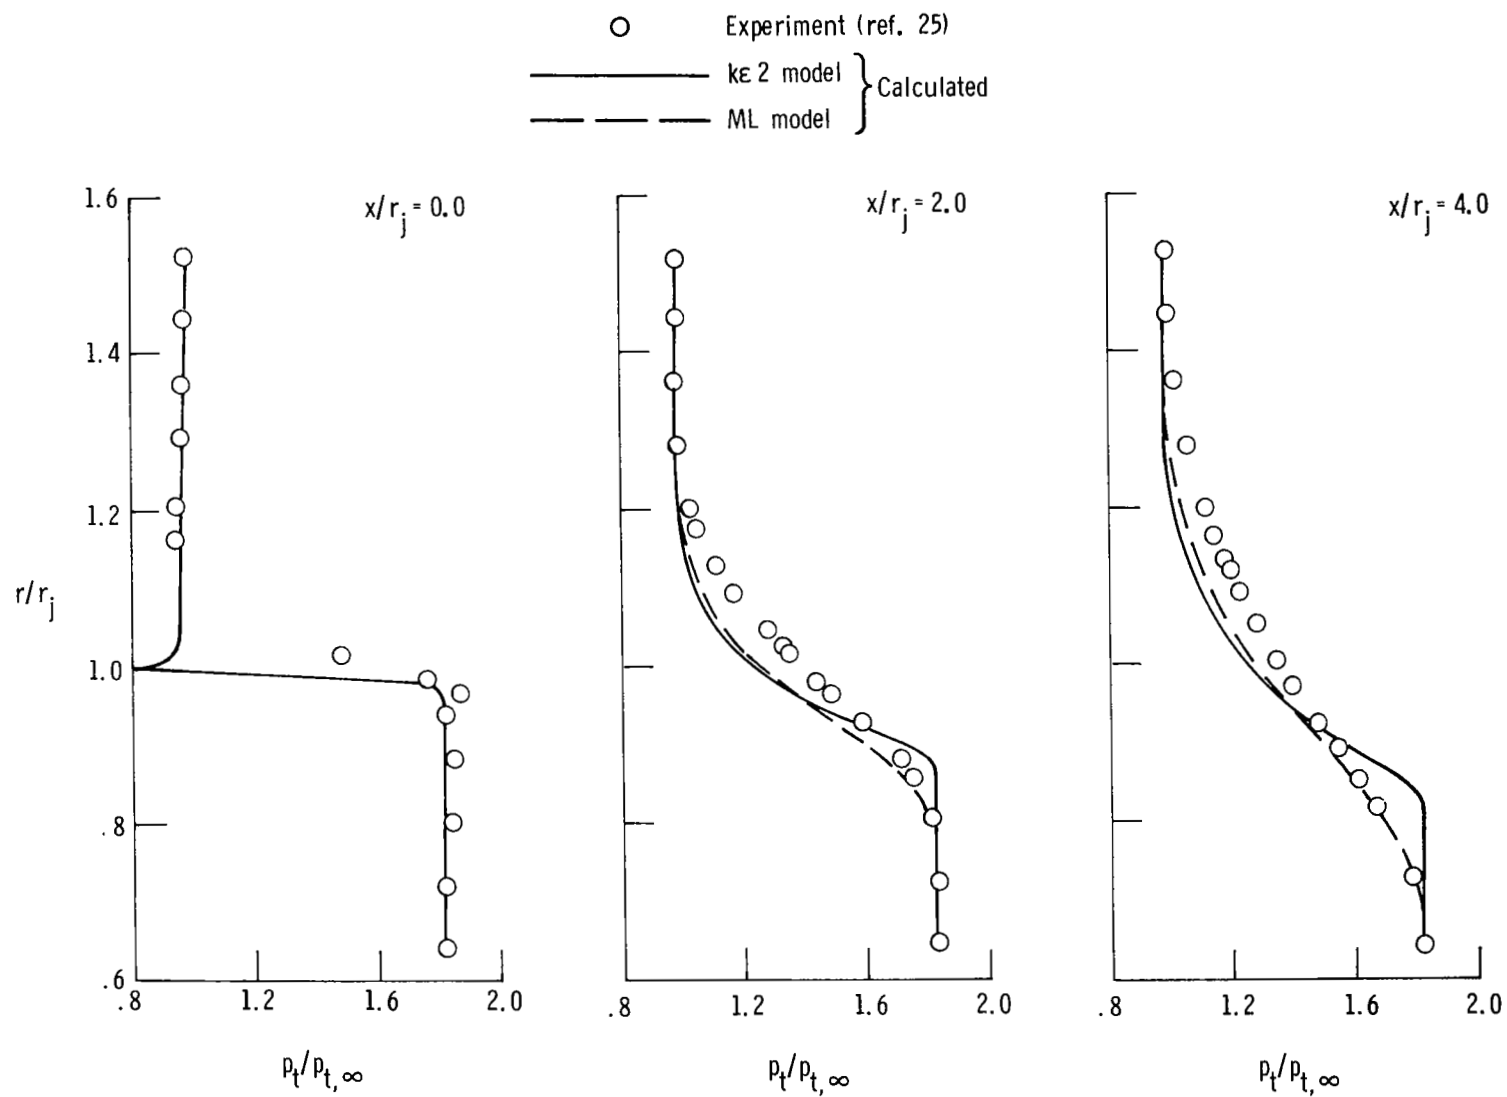 Experiment (ref. 25)
kε 2 model
ML model
Calculated
x/r_j = 0.0
x/r_j = 2.0
x/r_j = 4.0
1.6
1.4
1.2
1.0
.8
.6
r/r_j
.8 1.2 1.6 2.0
.8 1.2 1.6 2.0
.8 1.2 1.6 2.0
p_t/p_t,∞
p_t/p_t,∞
p_t/p_t,∞